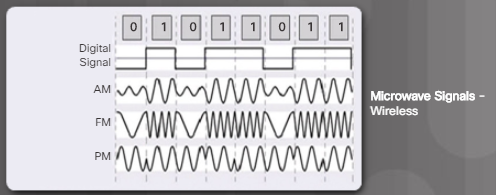 0 1 0 1 1 0 1 1
Digital
Signal
AM
FM
PM
Microwave Signals -
Wireless